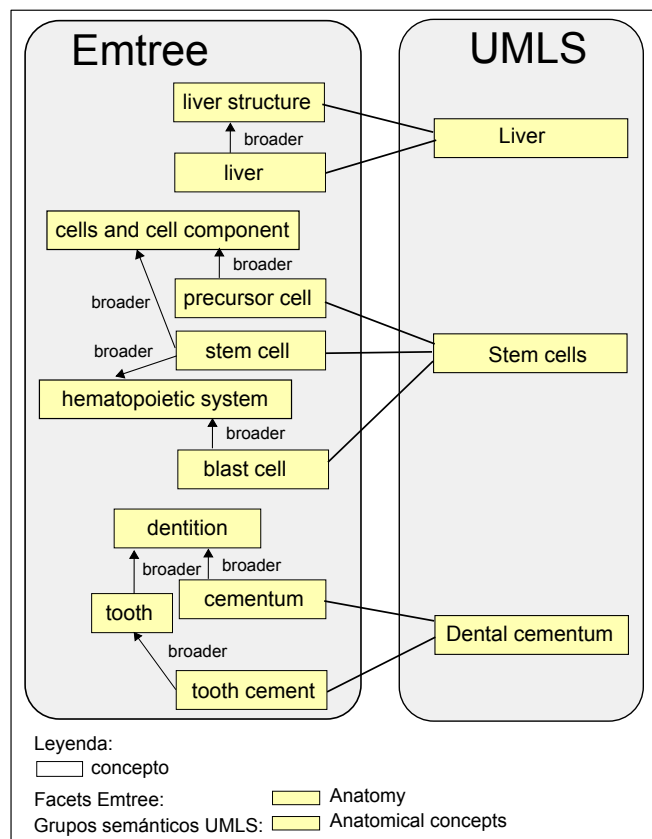 Emtree
UMLS
liver structure
broader
Liver
liver
cells and cell component
broader
broader
precursor cell
stem cell
Stem cells
broader
hematopoietic system
broader
blast cell
dentition
broader
broader
cementum
tooth
Dental cementum
broader
tooth cement
Leyenda:
concepto
Facets Emtree:
Anatomy
Grupos semánticos UMLS:
Anatomical concepts